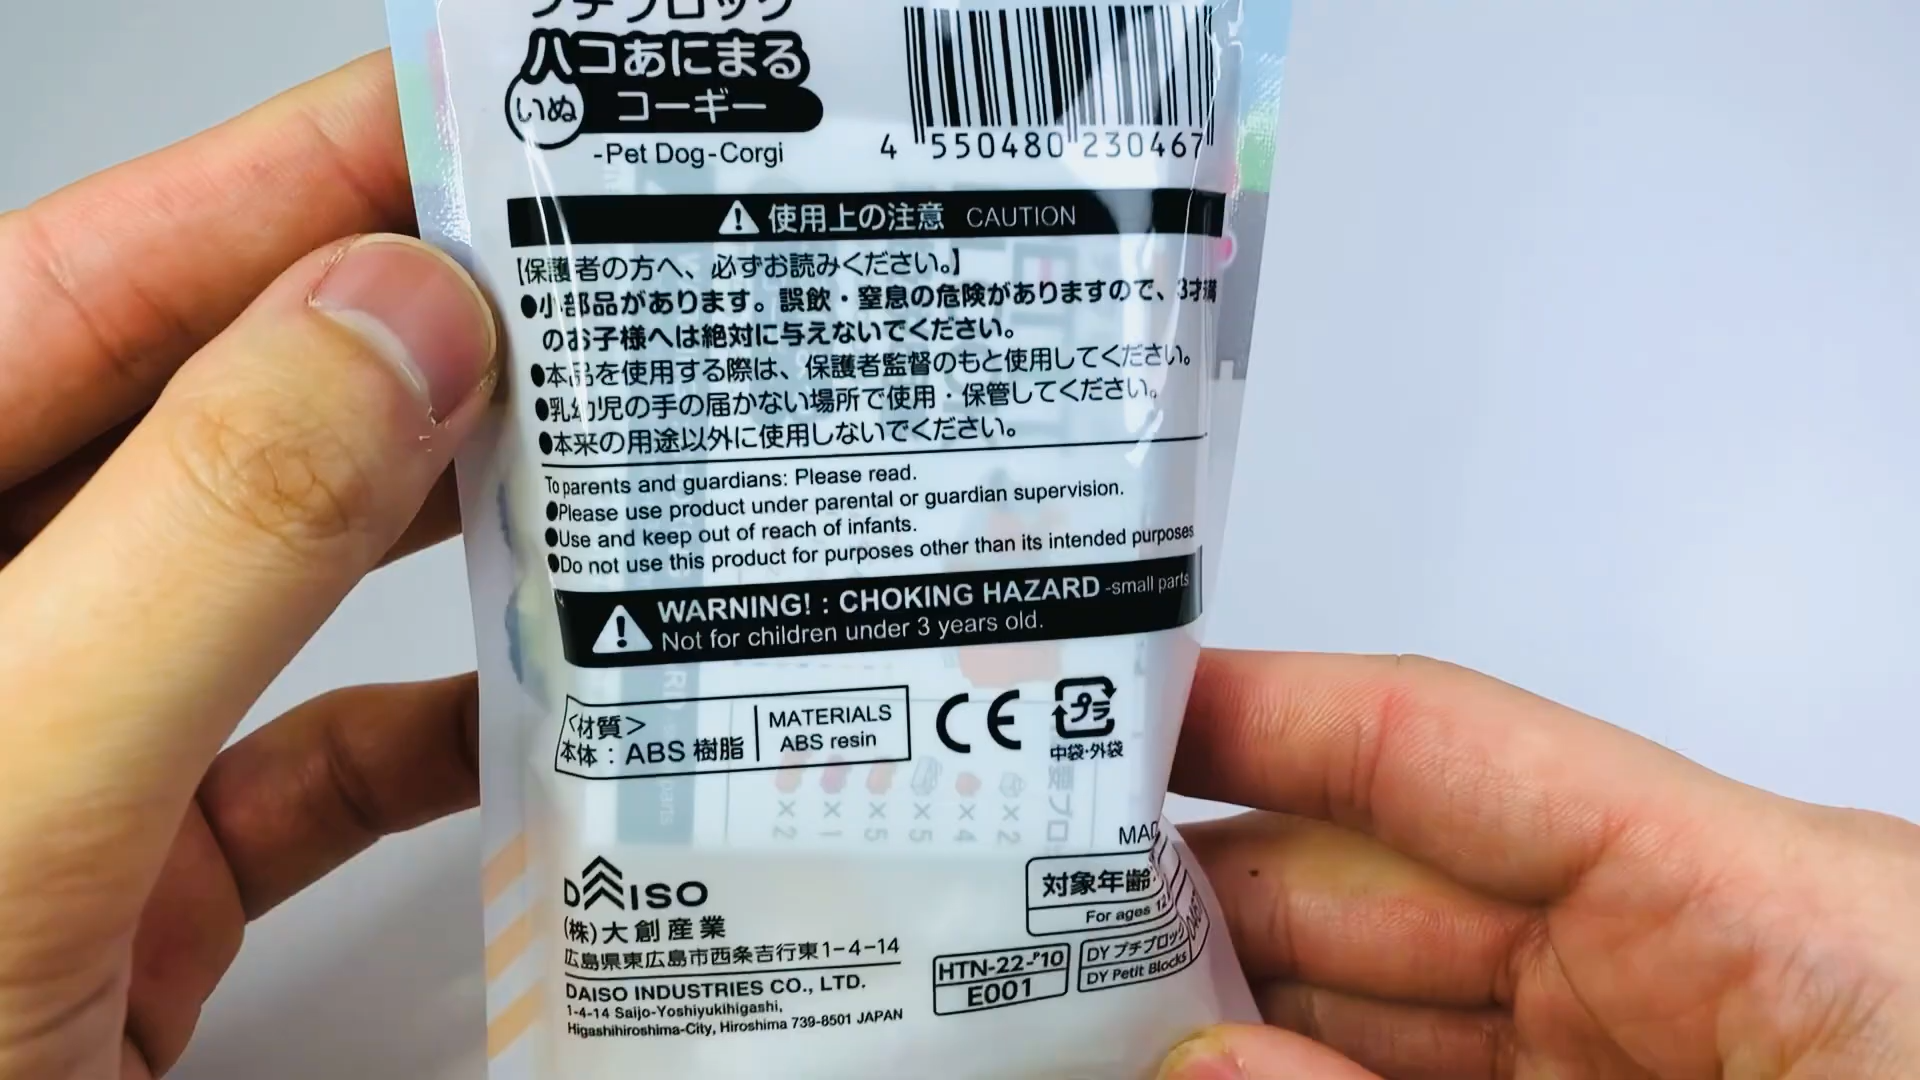 プチブロック
ハコあにまる
いぬ コーギー
-Pet Dog-Corgi
4 550480 230467
使用上の注意 CAUTION
【保護者の方へ、必ずお読みください。】
●小部品があります。誤飲・窒息の危険がありますので、3才満
のお子様へは絶対に与えないでください。
●本品を使用する際は、保護者監督のもと使用してください。
●乳幼児の手の届かない場所で使用・保管してください。
●本来の用途以外に使用しないでください。
To parents and guardians: Please read.
●Please use product under parental or guardian supervision.
●Use and keep out of reach of infants.
●Do not use this product for purposes other than its intended purposes
WARNING! : CHOKING HAZARD -small parts
Not for children under 3 years old.
<材質>
本体：ABS 樹脂
MATERIALS
ABS resin
CE
プラ
中袋・外袋
×2 ×1 ×5 ×5 ×4 ×2
DAISO
(株)大創産業
広島県東広島市西条吉行東1-4-14
DAISO INDUSTRIES CO., LTD.
1-4-14 Saijo-Yoshiyukihigashi,
Higashihiroshima-City, Hiroshima 739-8501 JAPAN
対象年齢
For ages 12
HTN-22-'10
E001
DY プチブロック
DY Petit Blocks